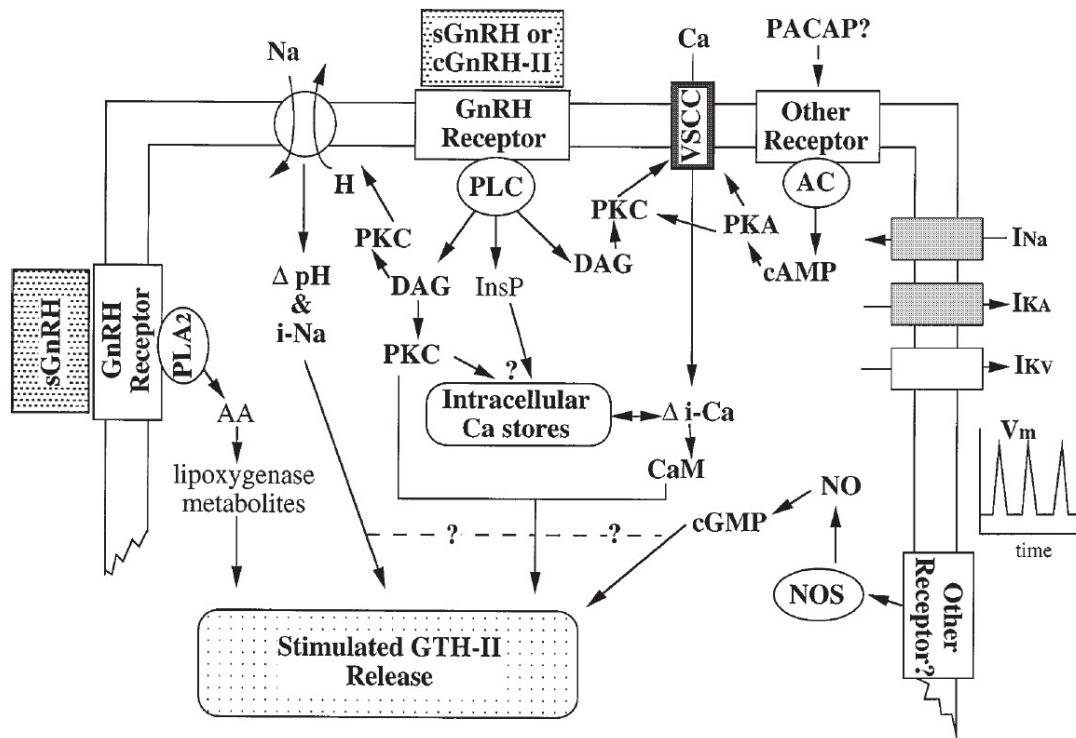 sGnRH or
cGnRH-II
PACAP?
Na
Ca
GnRH
Receptor
VSCC
Other
Receptor
PLC
AC
H
PKC
PKC
PKA
INa
DAG
InsP
DAG
cAMP
Δ pH
&
i-Na
IKA
sGnRH
GnRH
Receptor
PLA2
PKC
?
IKV
Intracellular
Ca stores
Δ i-Ca
AA
Vm
CaM
lipoxygenase
metabolites
NO
cGMP
?
?
time
NOS
Other
Receptor?
Stimulated GTH-II
Release